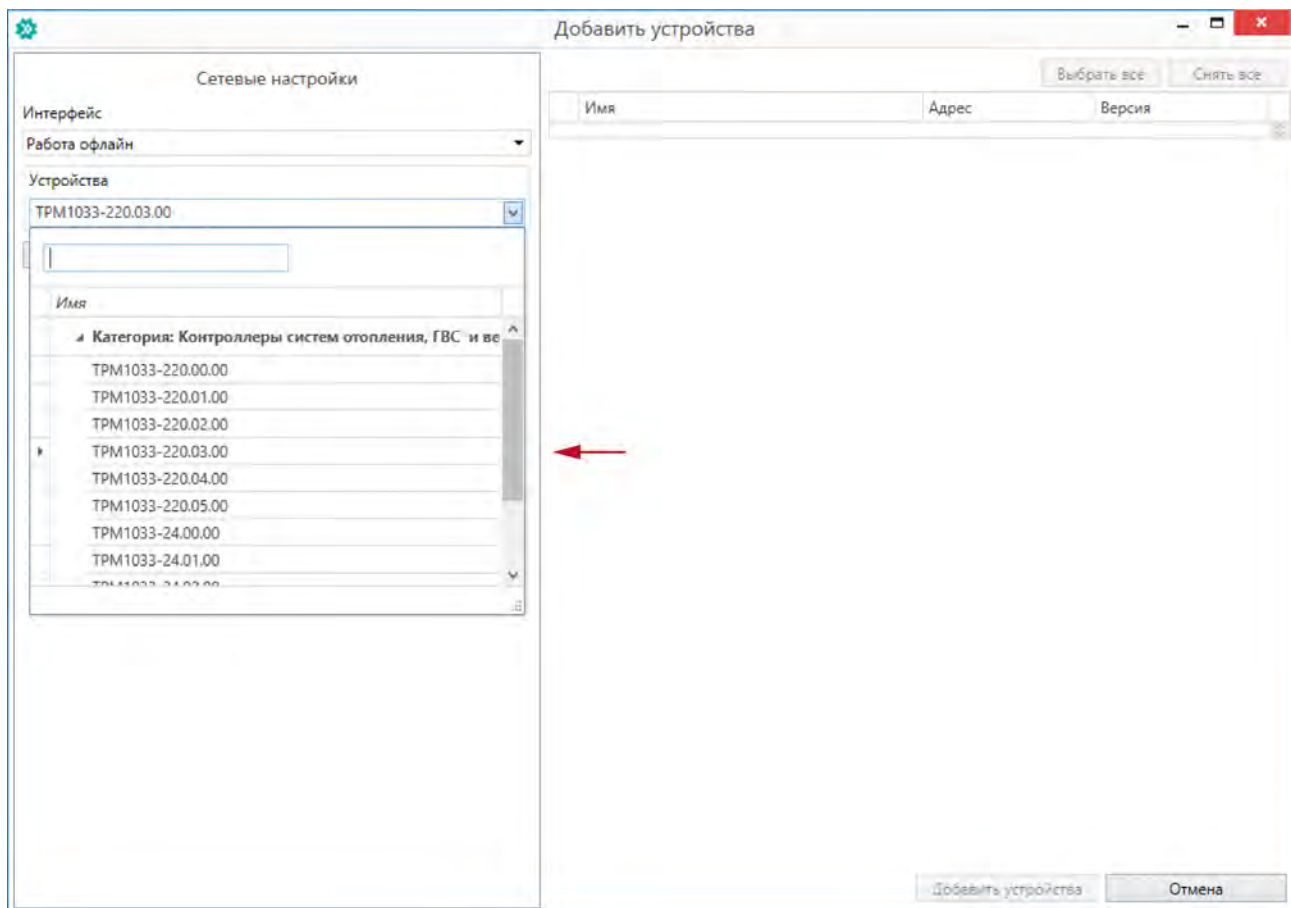 Добавить устройства
Сетевые настройки
Выбрать все
Снять все
Интерфейс
Имя
Адрес
Версия
Работа офлайн
Устройства
ТРМ1033-220.03.00
Имя
Категория: Контроллеры систем отопления, ГВС и ве
ТРМ1033-220.00.00
ТРМ1033-220.01.00
ТРМ1033-220.02.00
ТРМ1033-220.03.00
ТРМ1033-220.04.00
ТРМ1033-220.05.00
ТРМ1033-24.00.00
ТРМ1033-24.01.00
Добавить устройства
Отмена